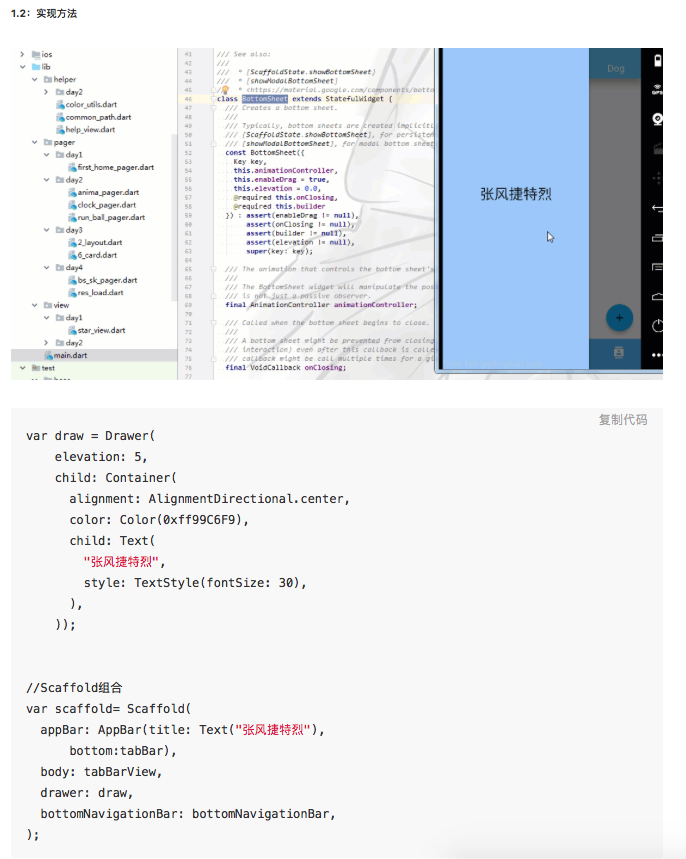 1.2：实现方法
ios
lib
helper
day2
color_utils.dart
common_path.dart
help_view.dart
pager
day1
first_home_pager.dart
day2
anima_pager.dart
clock_pager.dart
run_ball_pager.dart
day3
2_layout.dart
6_card.dart
day4
bs_sk_pager.dart
res_load.dart
view
day1
star_view.dart
day2
main.dart
test
41 /// See also:
42 ///
43 /// * [ScaffoldState.showBottomSheet]
44 /// * [showModalBottomSheet]
45 /// * <https://material.google.com/components/bottom
46 class BottomSheet extends StatefulWidget {
47 /// Creates a bottom sheet.
48 ///
49 /// Typically, bottom sheets are created implicitly
50 /// [ScaffoldState.showBottomSheet], for persisten
51 /// [showModalBottomSheet], for modal bottom sheet
52 const BottomSheet({
53 Key key,
54 this.animationController,
55 this.enableDrag = true,
56 this.elevation = 0.0,
57 @required this.onClosing,
58 @required this.builder
59 }) : assert(enableDrag != null),
60 assert(onClosing != null),
61 assert(builder != null),
62 assert(elevation != null),
63 super(key: key);
64
65 /// The animation that controls the bottom sheet's
66 ///
67 /// The BottomSheet widget will manipulate the pos
68 /// is not just a passive observer.
69 final AnimationController animationController;
70
71 /// Called when the bottom sheet begins to close.
72 ///
73 /// A bottom sheet might be prevented from closing
74 /// interaction) even after this callback is calle
75 /// callback might be call multiple times for a gi
76 final VoidCallback onClosing;
77
Dog
张风捷特烈
复制代码
var draw = Drawer(
elevation: 5,
child: Container(
alignment: AlignmentDirectional.center,
color: Color(0xff99C6F9),
child: Text(
"张风捷特烈",
style: TextStyle(fontSize: 30),
),
));
//Scaffold组合
var scaffold= Scaffold(
appBar: AppBar(title: Text("张风捷特烈"),
bottom:tabBar),
body: tabBarView,
drawer: draw,
bottomNavigationBar: bottomNavigationBar,
);